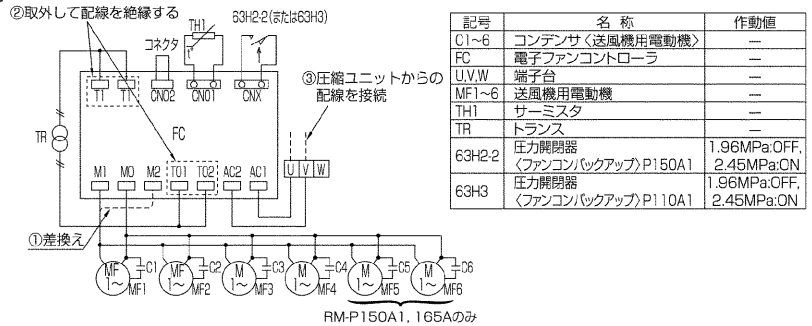 ②取外して配線を絶縁する
TH1
63H2-2(または63H3)
コネクタ
③圧縮ユニットからの
配線を接続
T1 T1 CN02 CN01 CNX
TR
FC
M1 M0 M2 T01 T02 AC2 AC1
U V W
①差換え
MF 1～ C1 MF1
MF 1～ C2 MF2
M 1～ C3 MF3
M 1～ C4 MF4
M 1～ C5 MF5
M 1～ C6 MF6
RM-P150A1, 165Aのみ
記号 名称 作動値
C1~6 コンデンサ〈送風機用電動機〉 —
FC 電子ファンコントローラ —
U,V,W 端子台 —
MF1~6 送風機用電動機 —
TH1 サーミスタ —
TR トランス —
63H2-2 圧力開閉器 〈ファンコンバックアップ〉P150A1 1.96MPa:OFF, 2.45MPa:ON
63H3 圧力開閉器 〈ファンコンバックアップ〉P110A1 1.96MPa:OFF, 2.45MPa:ON